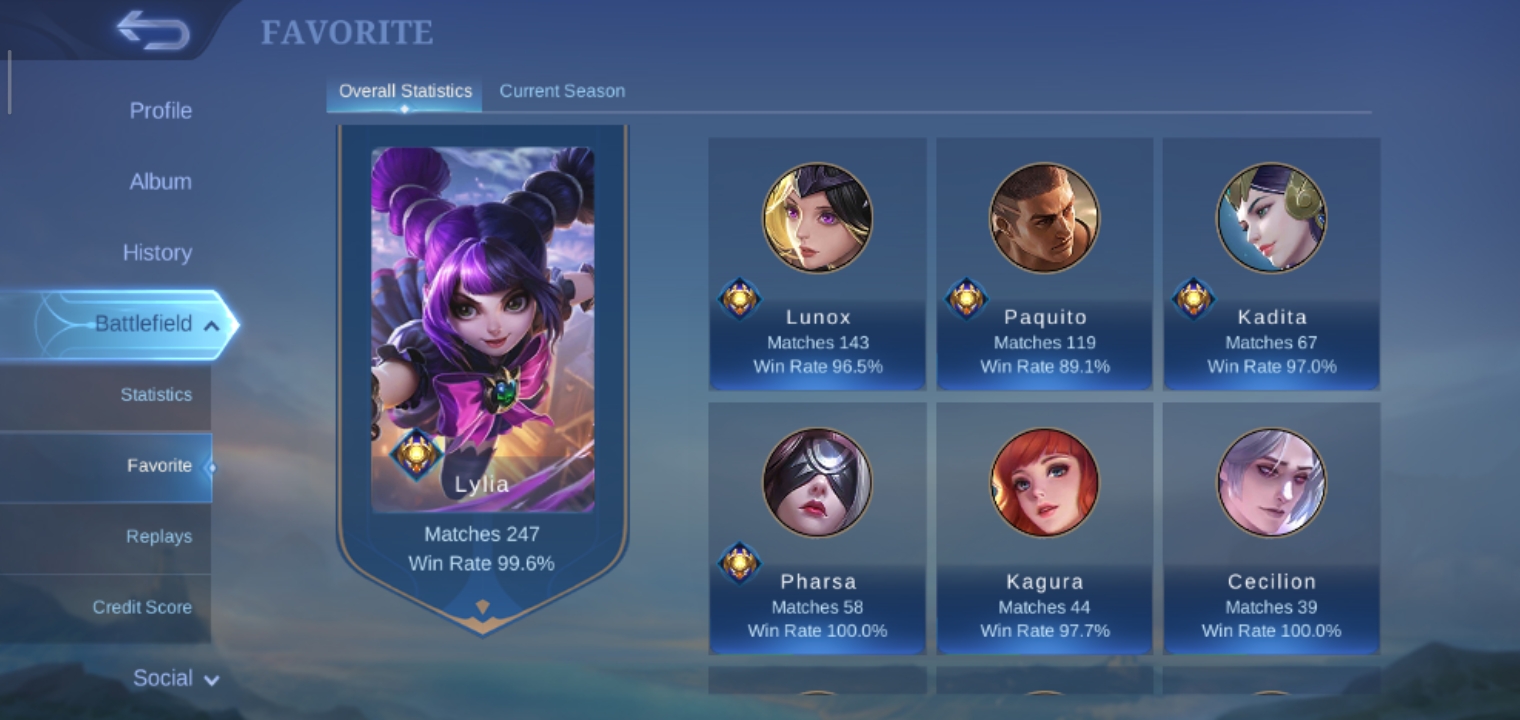 FAVORITE
Profile
Album
History
Battlefield
Statistics
Favorite
Replays
Credit Score
Social
Overall Statistics
Current Season
Lylia
Matches 247
Win Rate 99.6%
Lunox
Matches 143
Win Rate 96.5%
Paquito
Matches 119
Win Rate 89.1%
Kadita
Matches 67
Win Rate 97.0%
Pharsa
Matches 58
Win Rate 100.0%
Kagura
Matches 44
Win Rate 97.7%
Cecilion
Matches 39
Win Rate 100.0%